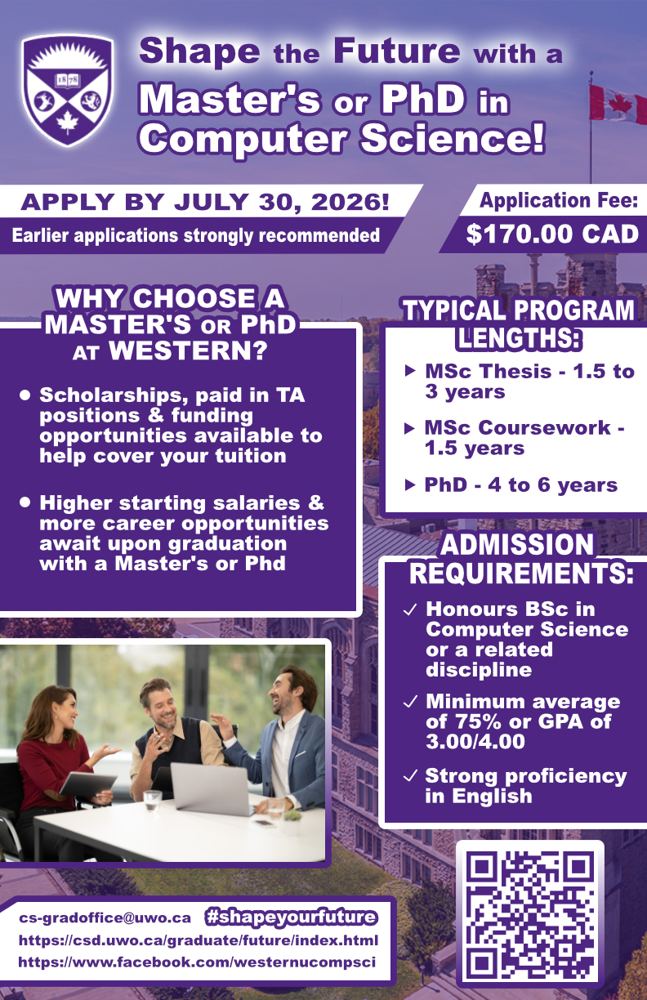 1878
Shape the Future with a
Master's or PhD in
Computer Science!
APPLY BY JULY 30, 2026!
Earlier applications strongly recommended
Application Fee:
$170.00 CAD
WHY CHOOSE A
MASTER'S OR PhD
AT WESTERN?
Scholarships, paid in TA
positions & funding
opportunities available to
help cover your tuition
Higher starting salaries &
more career opportunities
await upon graduation
with a Master's or Phd
TYPICAL PROGRAM
LENGTHS:
MSc Thesis - 1.5 to
3 years
MSc Coursework -
1.5 years
PhD - 4 to 6 years
ADMISSION
REQUIREMENTS:
Honours BSc in
Computer Science
or a related
discipline
Minimum average
of 75% or GPA of
3.00/4.00
Strong proficiency
in English
cs-gradoffice@uwo.ca #shapeyourfuture
https://csd.uwo.ca/graduate/future/index.html
https://www.facebook.com/westernucompsci